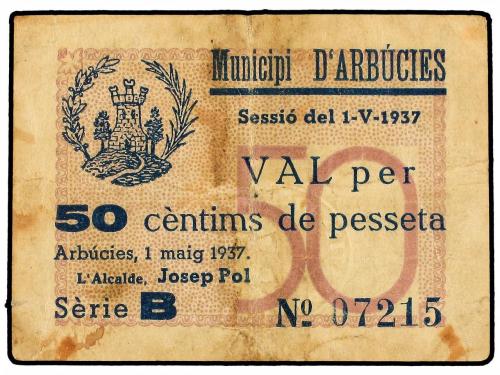 Municipi D'ARBÚCIES
Sessió del 1-V-1937
VAL per
50 cèntims de pesseta
50
Arbúcies, 1 maig 1937.
L'Alcalde, Josep Pol
Sèrie B Nº 07215